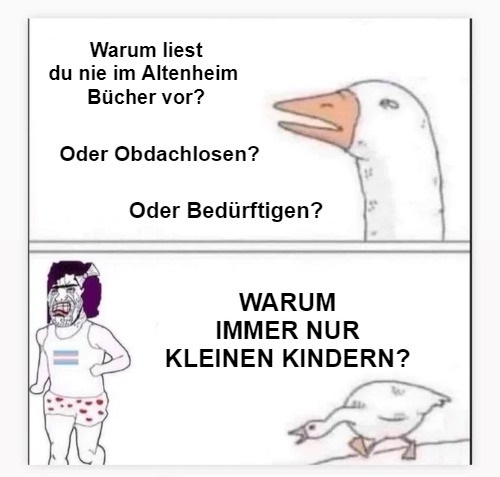 Warum liest
du nie im Altenheim
Bücher vor?
Oder Obdachlosen?
Oder Bedürftigen?
WARUM
IMMER NUR
KLEINEN KINDERN?